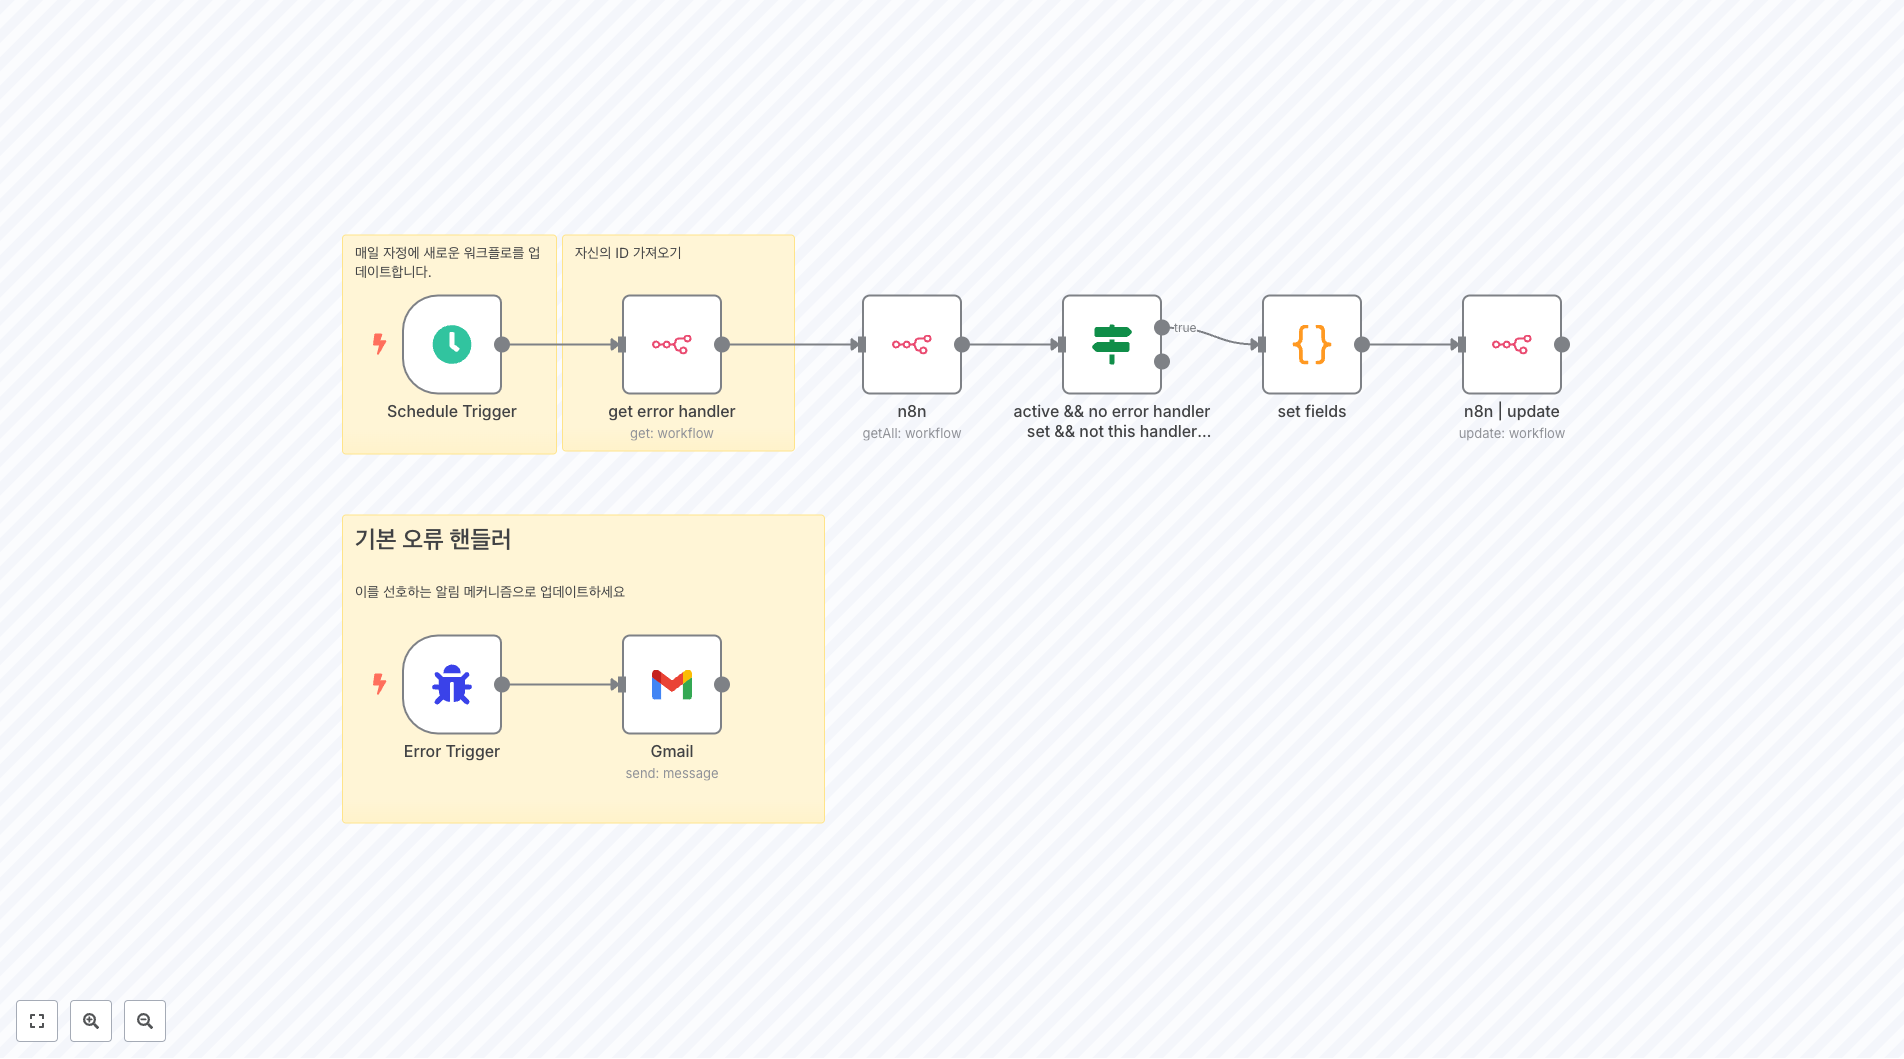 매일 자정에 새로운 워크플로를 업
데이트합니다.
자신의 ID 가져오기
Schedule Trigger
get error handler
get: workflow
n8n
getAll: workflow
true
active && no error handler
set && not this handler...
set fields
n8n | update
update: workflow
기본 오류 핸들러
이를 선호하는 알림 메커니즘으로 업데이트하세요
Error Trigger
Gmail
send: message